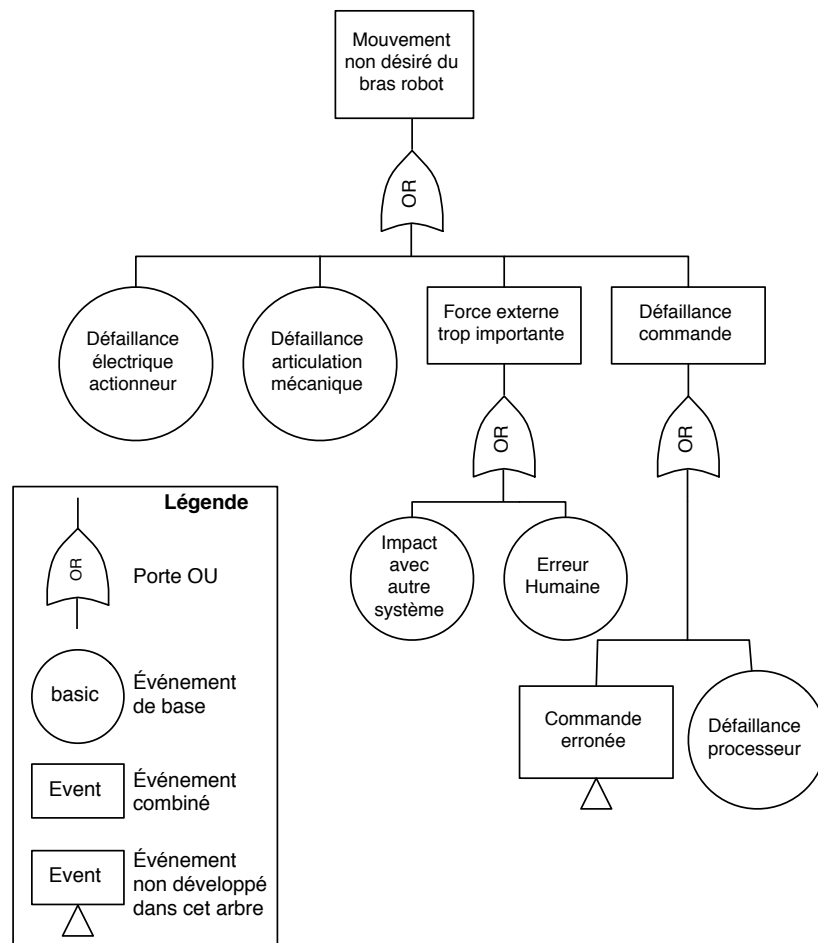 Mouvement
non désiré du
bras robot
OR
Défaillance
électrique
actionneur
Défaillance
articulation
mécanique
Force externe
trop importante
Défaillance
commande
OR
OR
Impact
avec
autre
système
Erreur
Humaine
Commande
erronée
Défaillance
processeur
Légende
OR
Porte OU
basic
Événement
de base
Event
Événement
combiné
Event
Événement
non développé
dans cet arbre